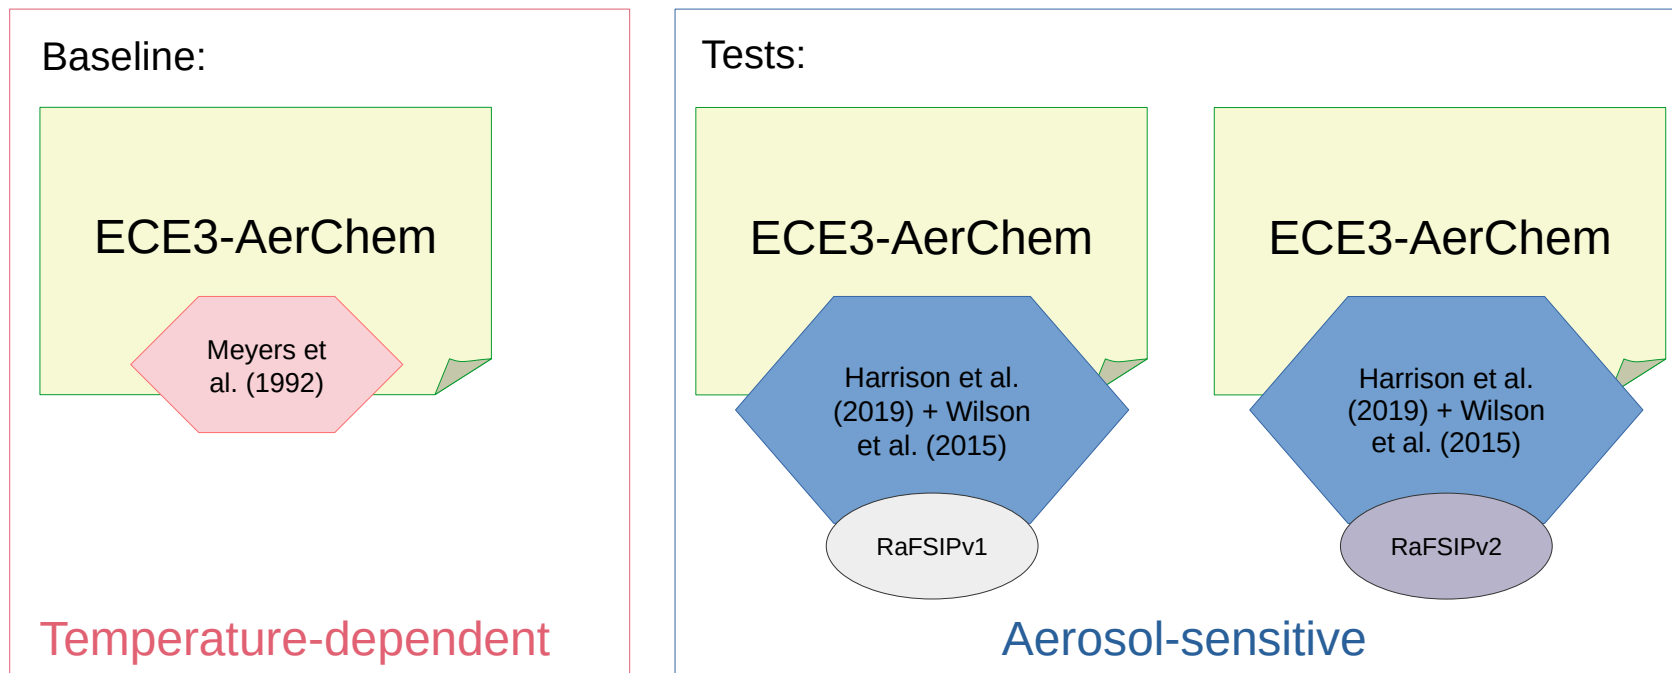 Baseline:
ECE3-AerChem
Meyers et
al. (1992)
Temperature-dependent
Tests:
ECE3-AerChem
Harrison et al.
(2019) + Wilson
et al. (2015)
RaFSIPv1
ECE3-AerChem
Harrison et al.
(2019) + Wilson
et al. (2015)
RaFSIPv2
Aerosol-sensitive